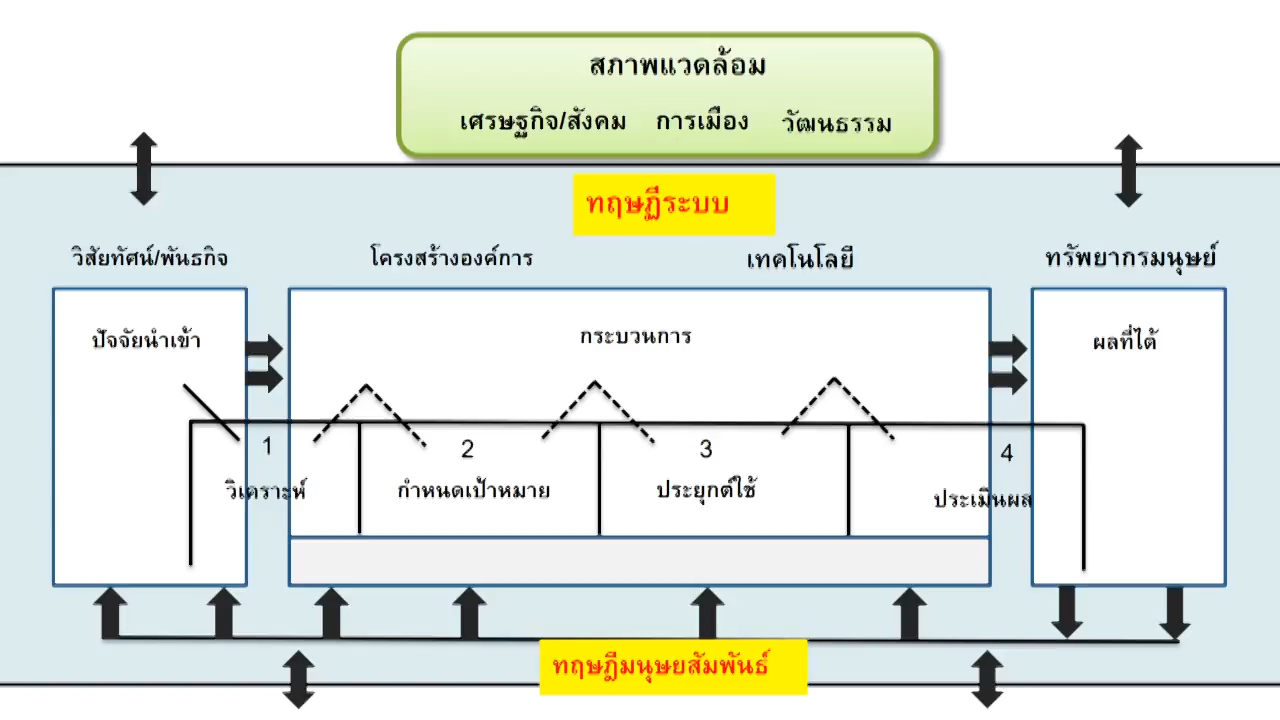 สภาพแวดล้อม
เศรษฐกิจ/สังคม การเมือง วัฒนธรรม
ทฤษฏีระบบ
วิสัยทัศน์/พันธกิจ โครงสร้างองค์การ เทคโนโลยี ทรัพยากรมนุษย์
ปัจจัยนำเข้า กระบวนการ ผลที่ได้
1 2 3 4
วิเคราะห์ กำหนดเป้าหมาย ประยุกต์ใช้ ประเมินผล
ทฤษฎีมนุษยสัมพันธ์